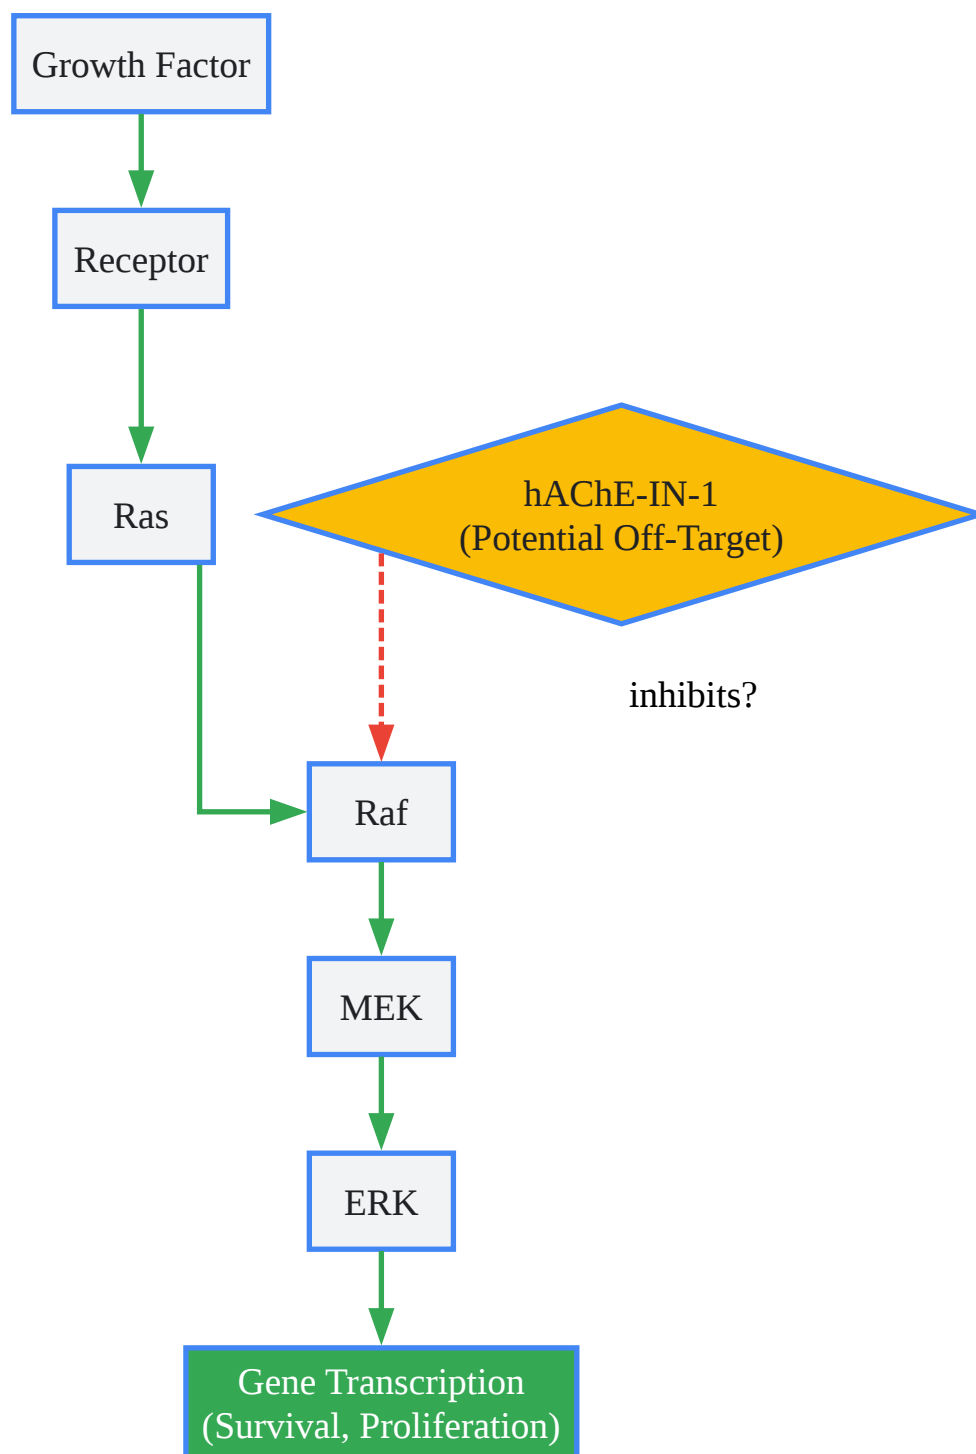 Growth Factor
Receptor
Ras
hAChE-IN-1
(Potential Off-Target)
inhibits?
Raf
MEK
ERK
Gene Transcription
(Survival, Proliferation)